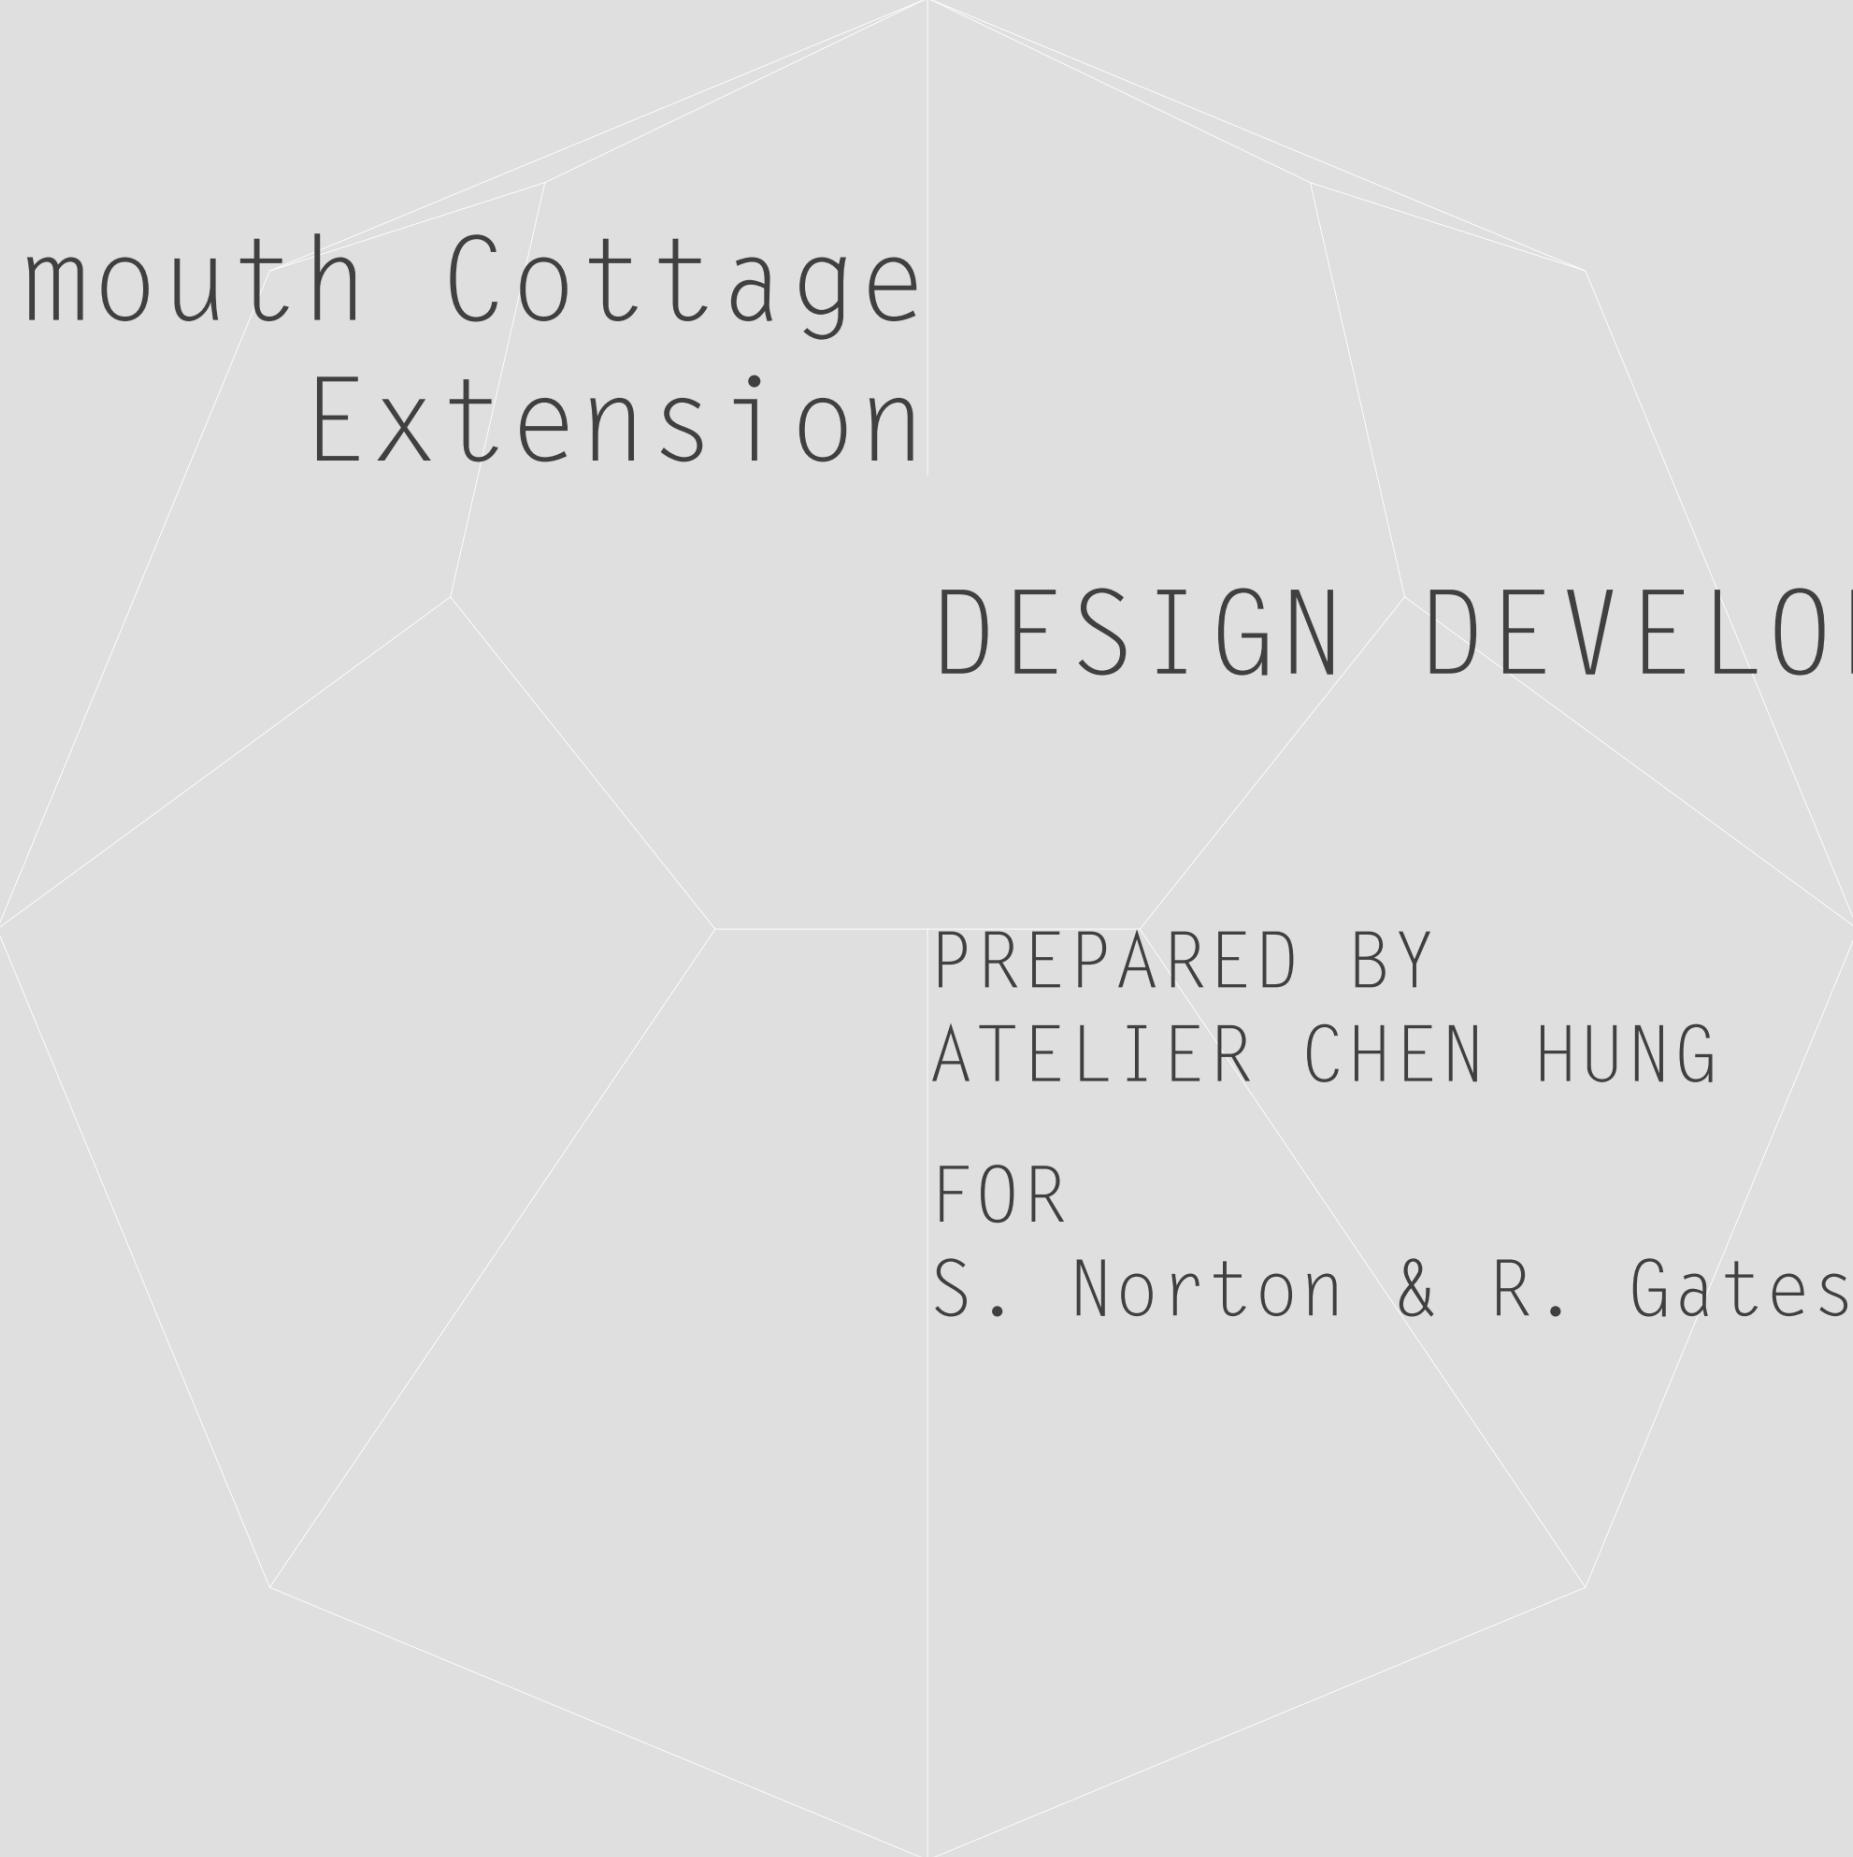 mouth Cottage
Extension
DESIGN DEVELO
PREPARED BY
ATELIER CHEN HUNG
FOR
S. Norton & R. Gates